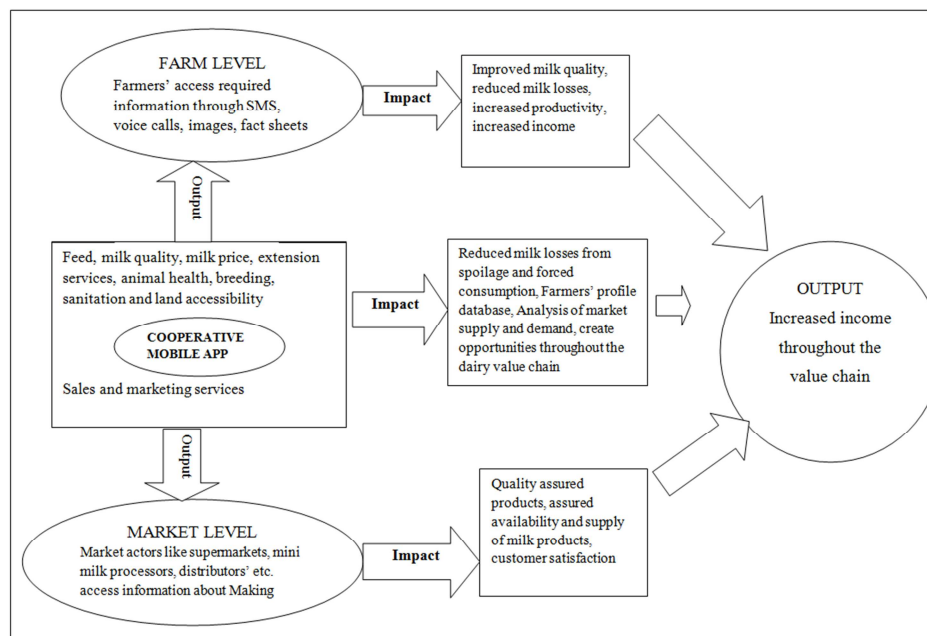 FARM LEVEL
Farmers' access required
information through SMS,
voice calls, images, fact sheets
Impact
Improved milk quality,
reduced milk losses,
increased productivity,
increased income
Output
Feed, milk quality, milk price, extension
services, animal health, breeding,
sanitation and land accessibility
COOPERATIVE
MOBILE APP
Sales and marketing services
Impact
Reduced milk losses from
spoilage and forced
consumption, Farmers' profile
database, Analysis of market
supply and demand, create
opportunities throughout the
dairy value chain
OUTPUT
Increased income
throughout the
value chain
Output
MARKET LEVEL
Market actors like supermarkets, mini
milk processors, distributors' etc.
access information about Making
Impact
Quality assured
products, assured
availability and supply
of milk products,
customer satisfaction